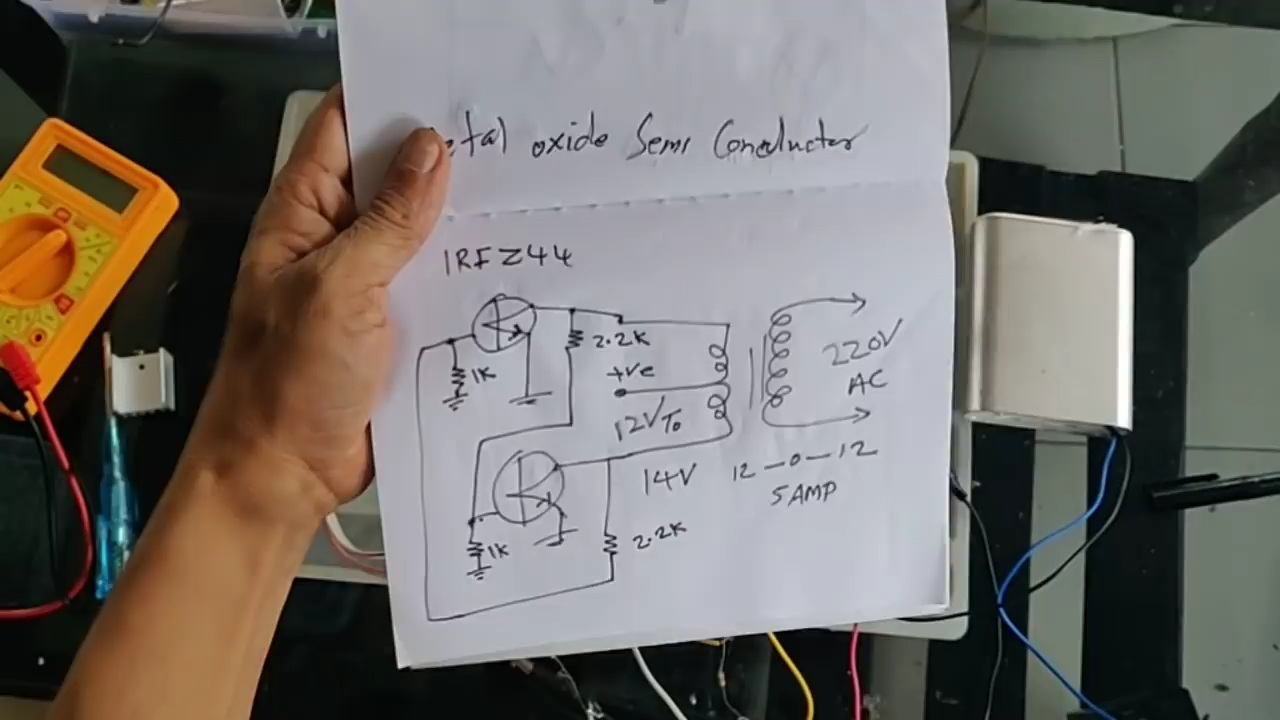 etal oxide Semi Conductor
IRFZ44
2.2K
1K
+ve
12V To
14V
220V
AC
12-0-12
5AMP
1K
2.2K